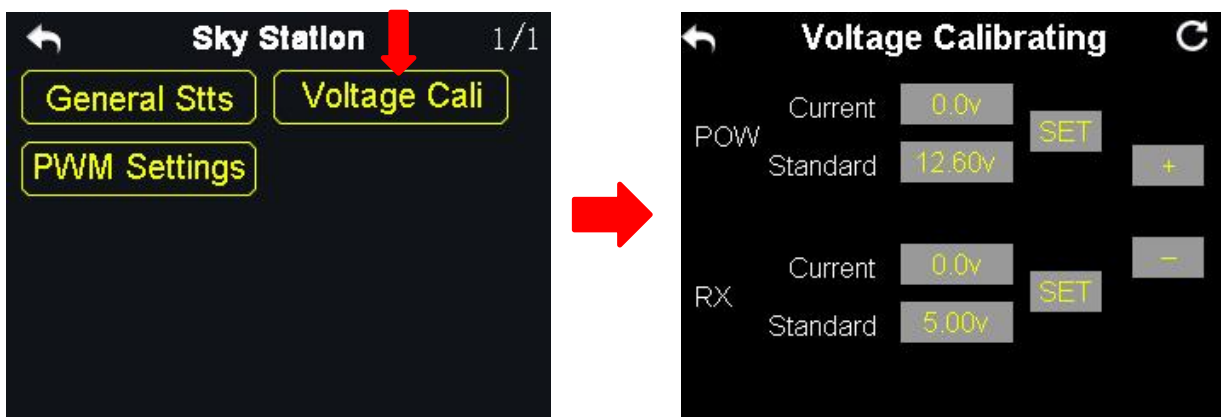 Sky Station 1/1
General Stts Voltage Cali
PWM Settings
Voltage Calibrating
Current 0.0v
POW SET
Standard 12.60v +
Current 0.0v –
RX SET
Standard 5.00v